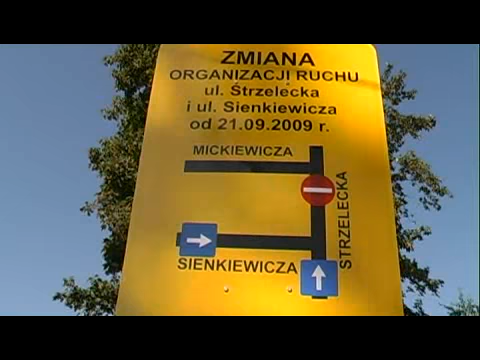 ZMIANA
ORGANIZACJI RUCHU
ul. Strzelecka
i ul. Sienkiewicza
od 21.09.2009 r.
MICKIEWICZA
STRZELECKA
SIENKIEWICZA